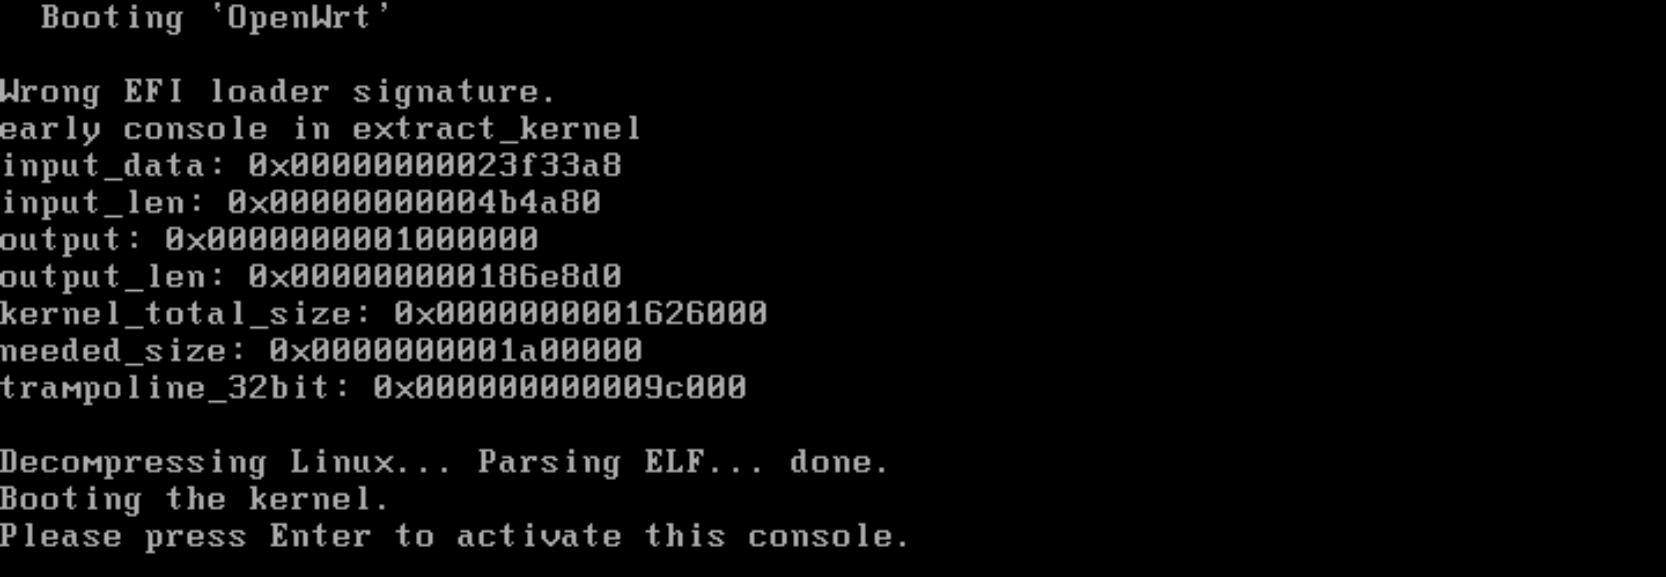 Booting `OpenWrt'
Wrong EFI loader signature.
early console in extract_kernel
input_data: 0x00000000023f33a8
input_len: 0x00000000004b4a80
output: 0x0000000001000000
output_len: 0x000000000186e8d0
kernel_total_size: 0x0000000001626000
needed_size: 0x0000000001a00000
trampoline_32bit: 0x000000000009c000
Decompressing Linux... Parsing ELF... done.
Booting the kernel.
Please press Enter to activate this console.